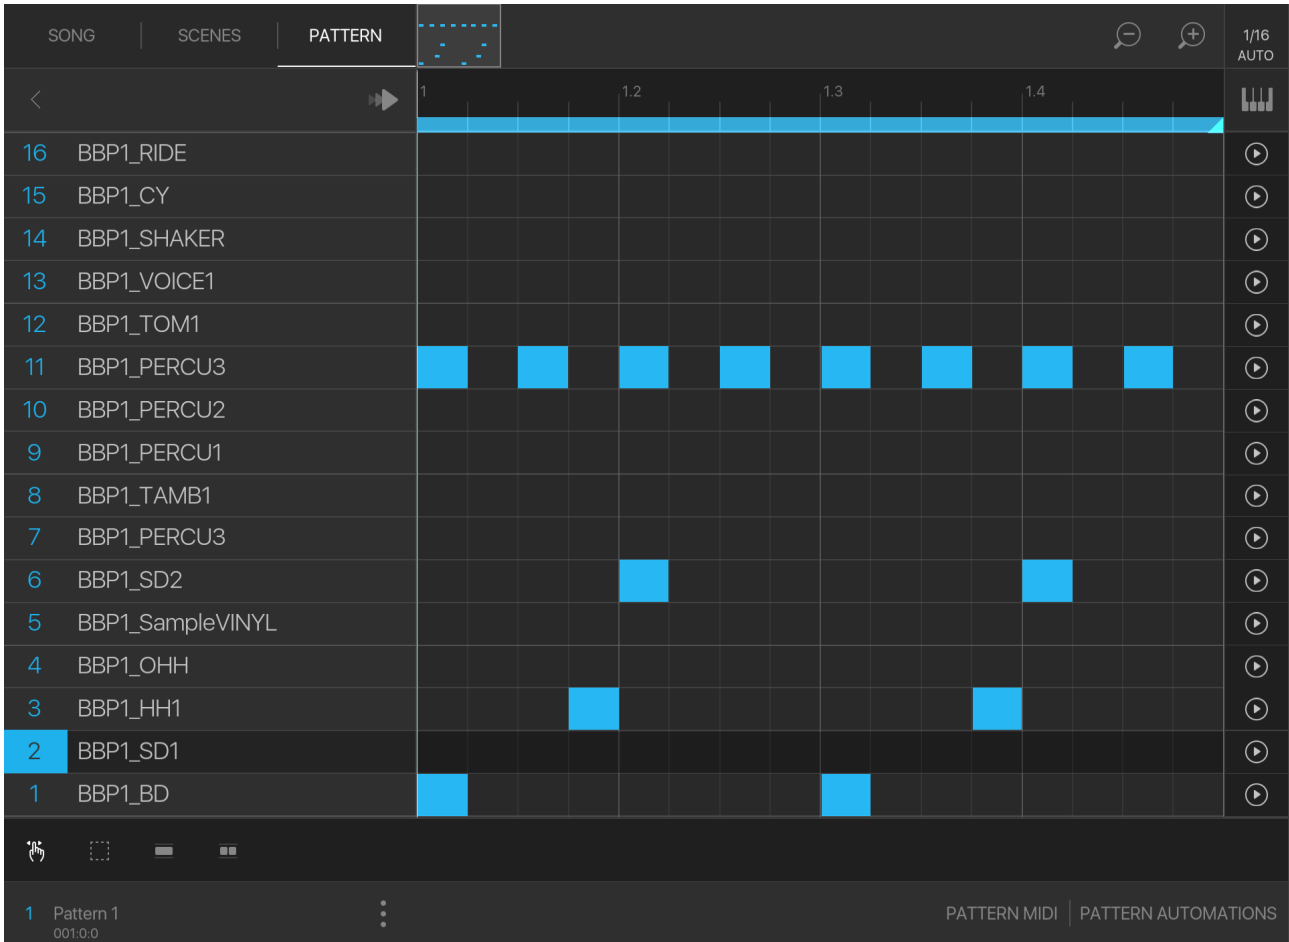 SONG SCENES PATTERN 1/16
AUTO
1 1.2 1.3 1.4
16 BBP1_RIDE
15 BBP1_CY
14 BBP1_SHAKER
13 BBP1_VOICE1
12 BBP1_TOM1
11 BBP1_PERCU3
10 BBP1_PERCU2
9 BBP1_PERCU1
8 BBP1_TAMB1
7 BBP1_PERCU3
6 BBP1_SD2
5 BBP1_SampleVINYL
4 BBP1_OHH
3 BBP1_HH1
2 BBP1_SD1
1 BBP1_BD
1 Pattern 1 PATTERN MIDI PATTERN AUTOMATIONS
001:0:0